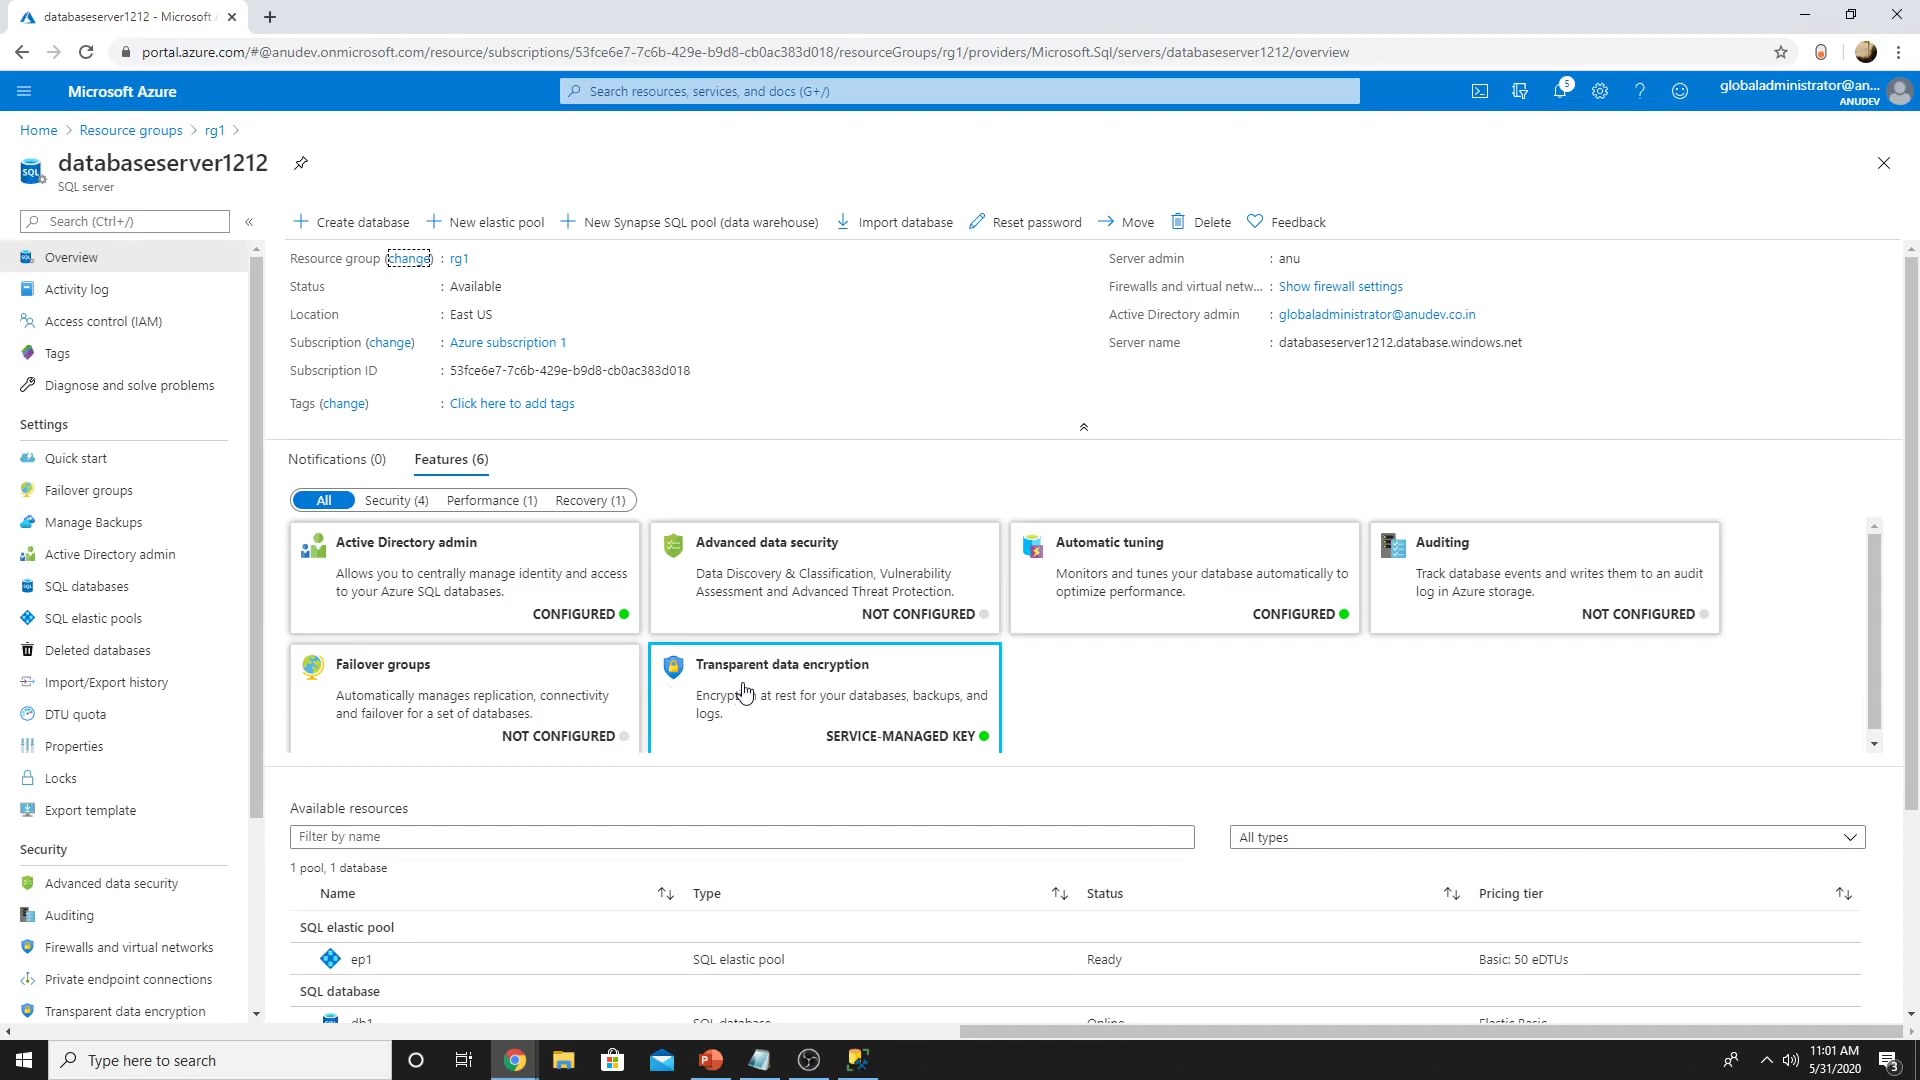 databaseserver1212 - Microsoft
portal.azure.com/#@anudev.onmicrosoft.com/resource/subscriptions/53fce6e7-7c6b-429e-b9d8-cb0ac383d018/resourceGroups/rg1/providers/Microsoft.Sql/servers/databaseserver1212/overview
Microsoft Azure
Search resources, services, and docs (G+/)
5
globaladministrator@an...
ANUDEV
Home > Resource groups > rg1 >
databaseserver1212
SQL
SQL server
Search (Ctrl+/)
Create database
New elastic pool
New Synapse SQL pool (data warehouse)
Import database
Reset password
Move
Delete
Feedback
Overview
Activity log
Access control (IAM)
Tags
Diagnose and solve problems
Settings
Quick start
Failover groups
Manage Backups
Active Directory admin
SQL databases
SQL elastic pools
Deleted databases
Import/Export history
DTU quota
Properties
Locks
Export template
Security
Advanced data security
Auditing
Firewalls and virtual networks
Private endpoint connections
Transparent data encryption
Resource group (change) : rg1
Status : Available
Location : East US
Subscription (change) : Azure subscription 1
Subscription ID : 53fce6e7-7c6b-429e-b9d8-cb0ac383d018
Tags (change) : Click here to add tags
Server admin : anu
Firewalls and virtual netw... : Show firewall settings
Active Directory admin : globaladministrator@anudev.co.in
Server name : databaseserver1212.database.windows.net
Notifications (0)
Features (6)
All
Security (4)
Performance (1)
Recovery (1)
Active Directory admin
Allows you to centrally manage identity and access
to your Azure SQL databases.
CONFIGURED
Advanced data security
Data Discovery & Classification, Vulnerability
Assessment and Advanced Threat Protection.
NOT CONFIGURED
Automatic tuning
Monitors and tunes your database automatically to
optimize performance.
CONFIGURED
Auditing
Track database events and writes them to an audit
log in Azure storage.
NOT CONFIGURED
Failover groups
Automatically manages replication, connectivity
and failover for a set of databases.
NOT CONFIGURED
Transparent data encryption
at rest for your databases, backups, and
logs.
SERVICE-MANAGED KEY
Available resources
Filter by name
All types
1 pool, 1 database
Name
Type
Status
Pricing tier
SQL elastic pool
ep1
SQL elastic pool
Ready
Basic: 50 eDTUs
SQL database
Type here to search
11:01 AM
5/31/2020
3